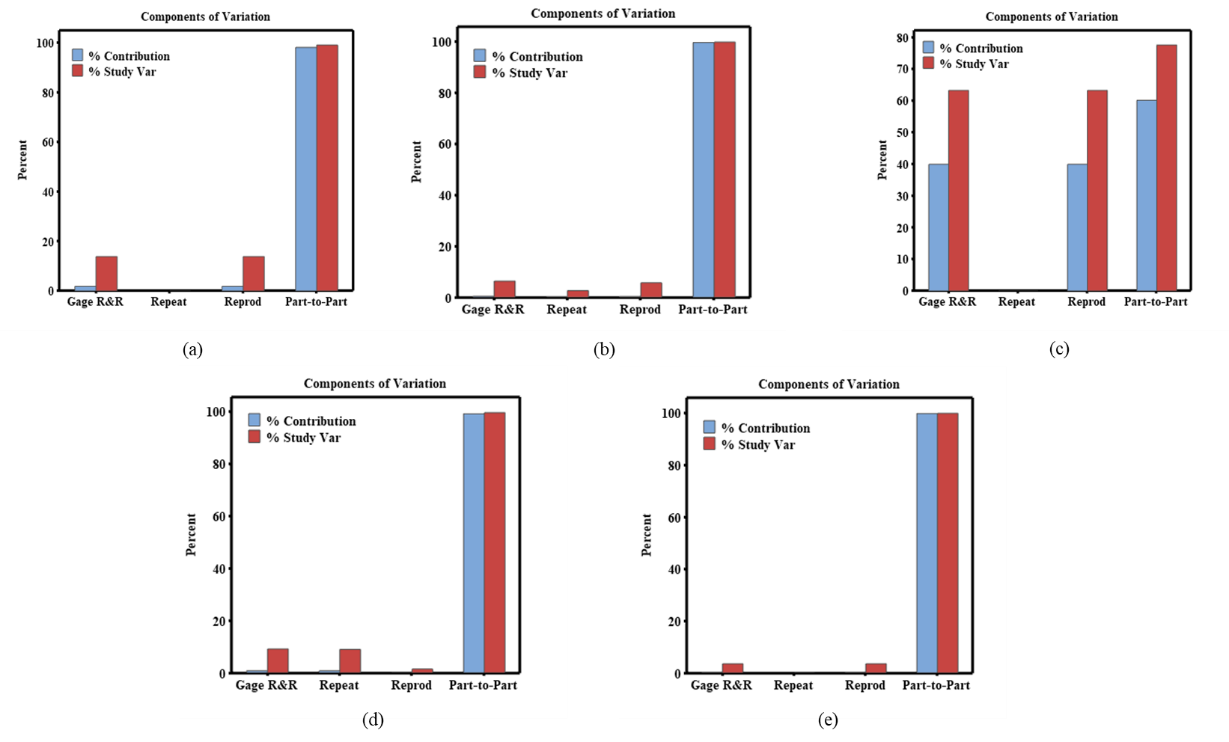 Components of Variation
% Contribution
% Study Var
Percent
100
80
60
40
20
0
Gage R&R Repeat Reprod Part-to-Part
(a)
Components of Variation
% Contribution
% Study Var
Percent
100
80
60
40
20
0
Gage R&R Repeat Reprod Part-to-Part
(b)
Components of Variation
% Contribution
% Study Var
Percent
80
70
60
50
40
30
20
10
0
Gage R&R Repeat Reprod Part-to-Part
(c)
Components of Variation
% Contribution
% Study Var
Percent
100
80
60
40
20
0
Gage R&R Repeat Reprod Part-to-Part
(d)
Components of Variation
% Contribution
% Study Var
Percent
100
80
60
40
20
0
Gage R&R Repeat Reprod Part-to-Part
(e)